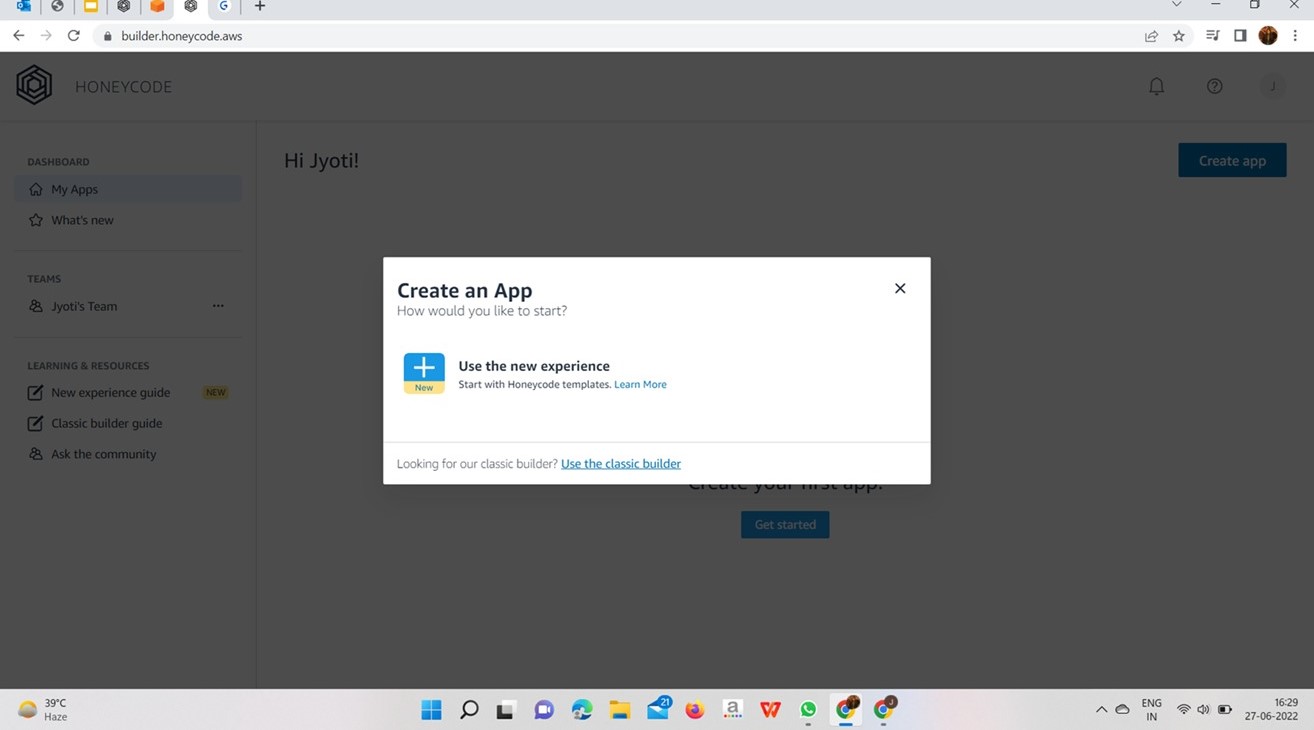 builder.honeycode.aws
HONEYCODE
J
DASHBOARD
My Apps
What's new
TEAMS
Jyoti's Team
LEARNING & RESOURCES
New experience guide NEW
Classic builder guide
Ask the community
Hi Jyoti!
Create app
Create an App
How would you like to start?
New
Use the new experience
Start with Honeycode templates. Learn More
Looking for our classic builder? Use the classic builder
Create your first app!
Get started
39°C
Haze
21
a
J
ENG
IN
16:29
27-06-2022